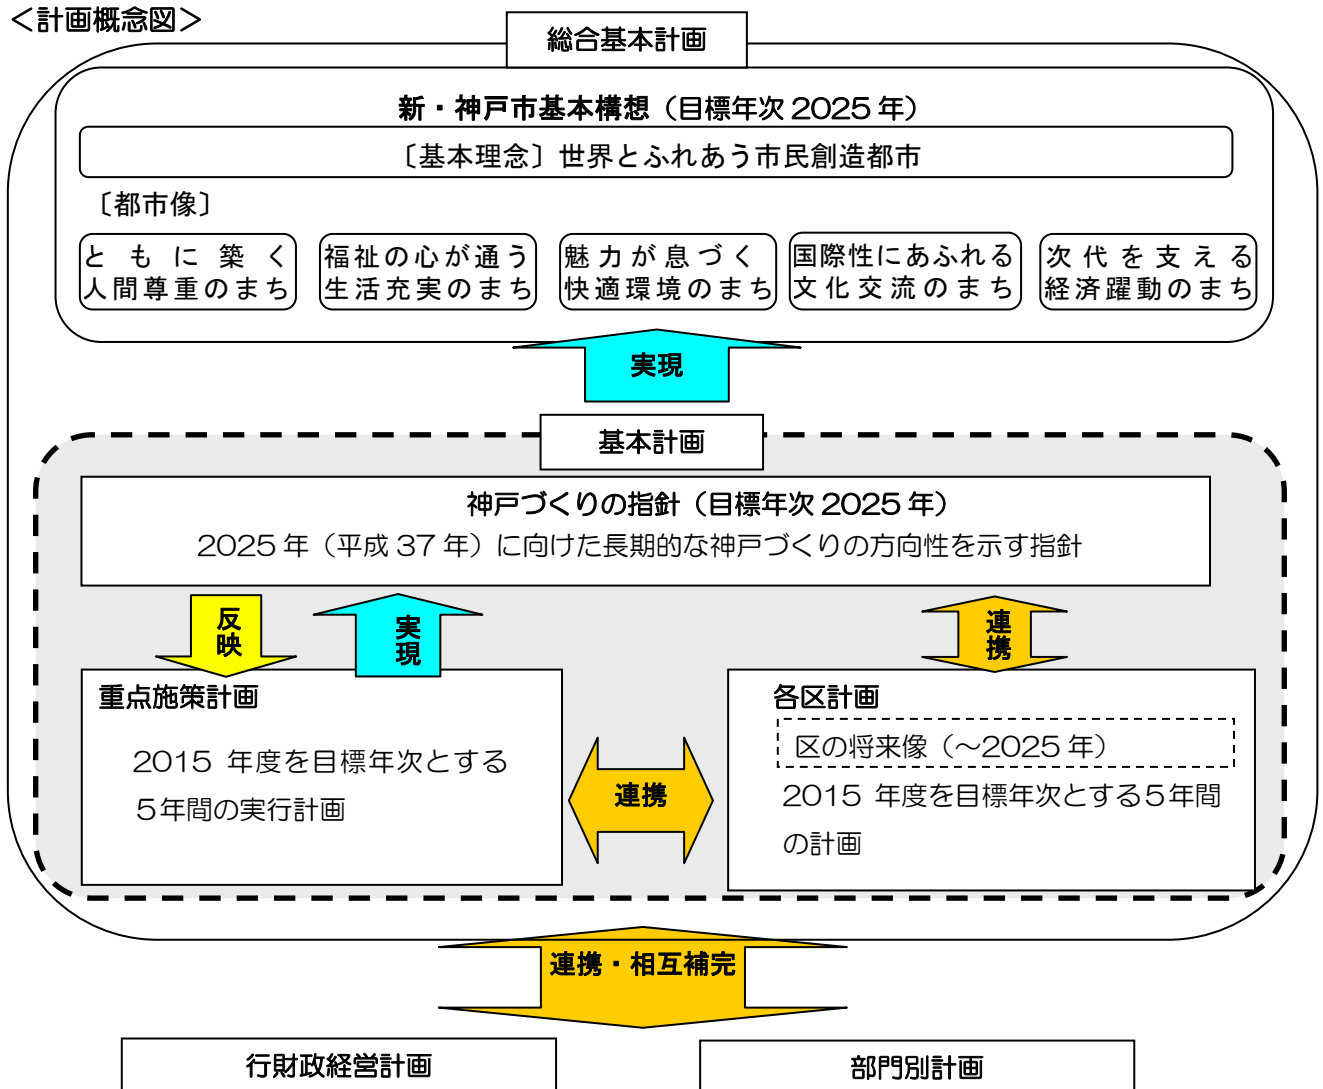 ＜計画概念図＞
総合基本計画
新・神戸市基本構想（目標年次 2025 年）
〔基本理念〕世界とふれあう市民創造都市
〔都市像〕
ともに築く
人間尊重のまち
福祉の心が通う
生活充実のまち
魅力が息づく
快適環境のまち
国際性にあふれる
文化交流のまち
次代を支える
経済躍動のまち
実現
基本計画
神戸づくりの指針（目標年次 2025 年）
2025 年（平成 37 年）に向けた長期的な神戸づくりの方向性を示す指針
反映
実現
連携
重点施策計画
2015 年度を目標年次とする
５年間の実行計画
連携
各区計画
区の将来像（～2025 年）
2015 年度を目標年次とする５年間
の計画
連携・相互補完
行財政経営計画
部門別計画